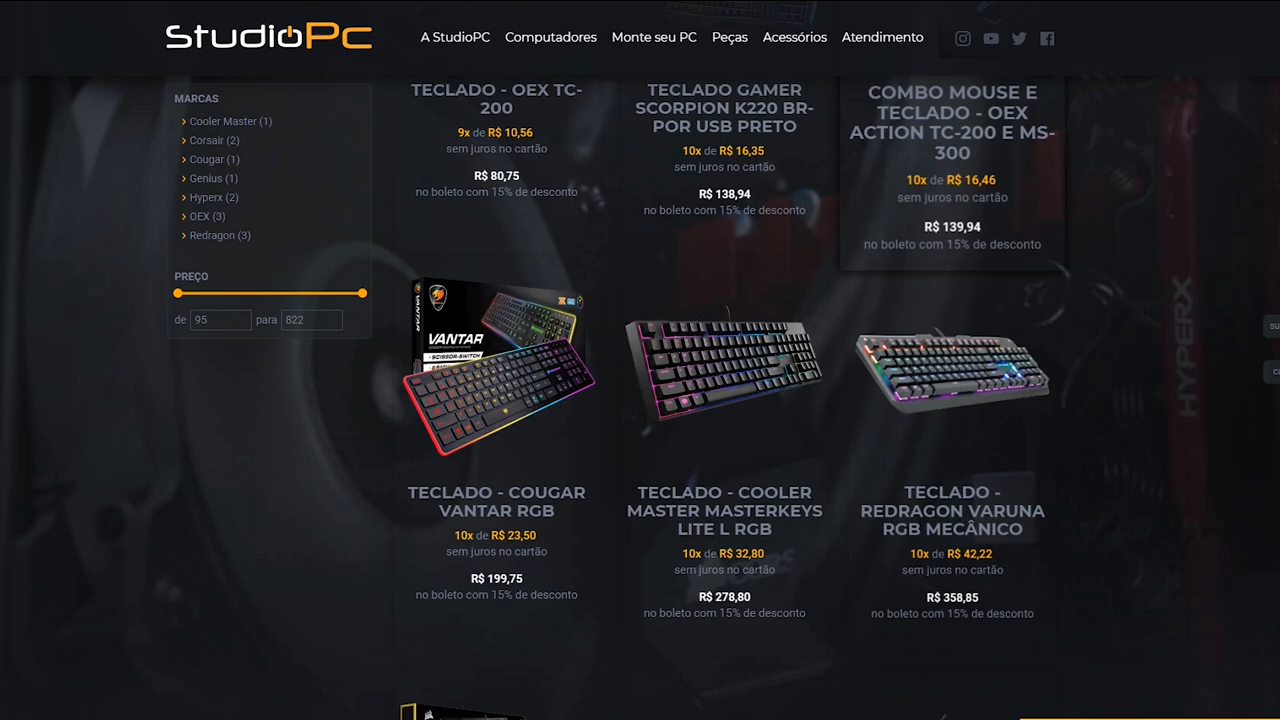 StudioPc
A StudioPC
Computadores
Monte seu PC
Peças
Acessórios
Atendimento
MARCAS
Cooler Master (1)
Corsair (2)
Cougar (1)
Genius (1)
Hyperx (2)
OEX (3)
Redragon (3)
PREÇO
de 95 para 822
TECLADO - OEX TC-
200
9x de R$ 10,56
sem juros no cartão
R$ 80,75
no boleto com 15% de desconto
TECLADO GAMER
SCORPION K220 BR-
POR USB PRETO
10x de R$ 16,35
sem juros no cartão
R$ 138,94
no boleto com 15% de desconto
COMBO MOUSE E
TECLADO - OEX
ACTION TC-200 E MS-
300
10x de R$ 16,46
sem juros no cartão
R$ 139,94
no boleto com 15% de desconto
VANTAR
VANTAR
SCISSOR-SWITCH
TECLADO - COUGAR
VANTAR RGB
10x de R$ 23,50
sem juros no cartão
R$ 199,75
no boleto com 15% de desconto
TECLADO - COOLER
MASTER MASTERKEYS
LITE L RGB
10x de R$ 32,80
sem juros no cartão
R$ 278,80
no boleto com 15% de desconto
TECLADO -
REDRAGON VARUNA
RGB MECÂNICO
10x de R$ 42,22
sem juros no cartão
R$ 358,85
no boleto com 15% de desconto
HYPERX
su
ca